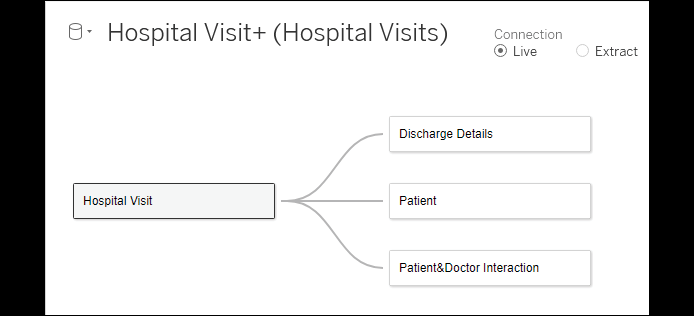 Hospital Visit+ (Hospital Visits)
Connection
Live
Extract
Discharge Details
Hospital Visit
Patient
Patient&Doctor Interaction